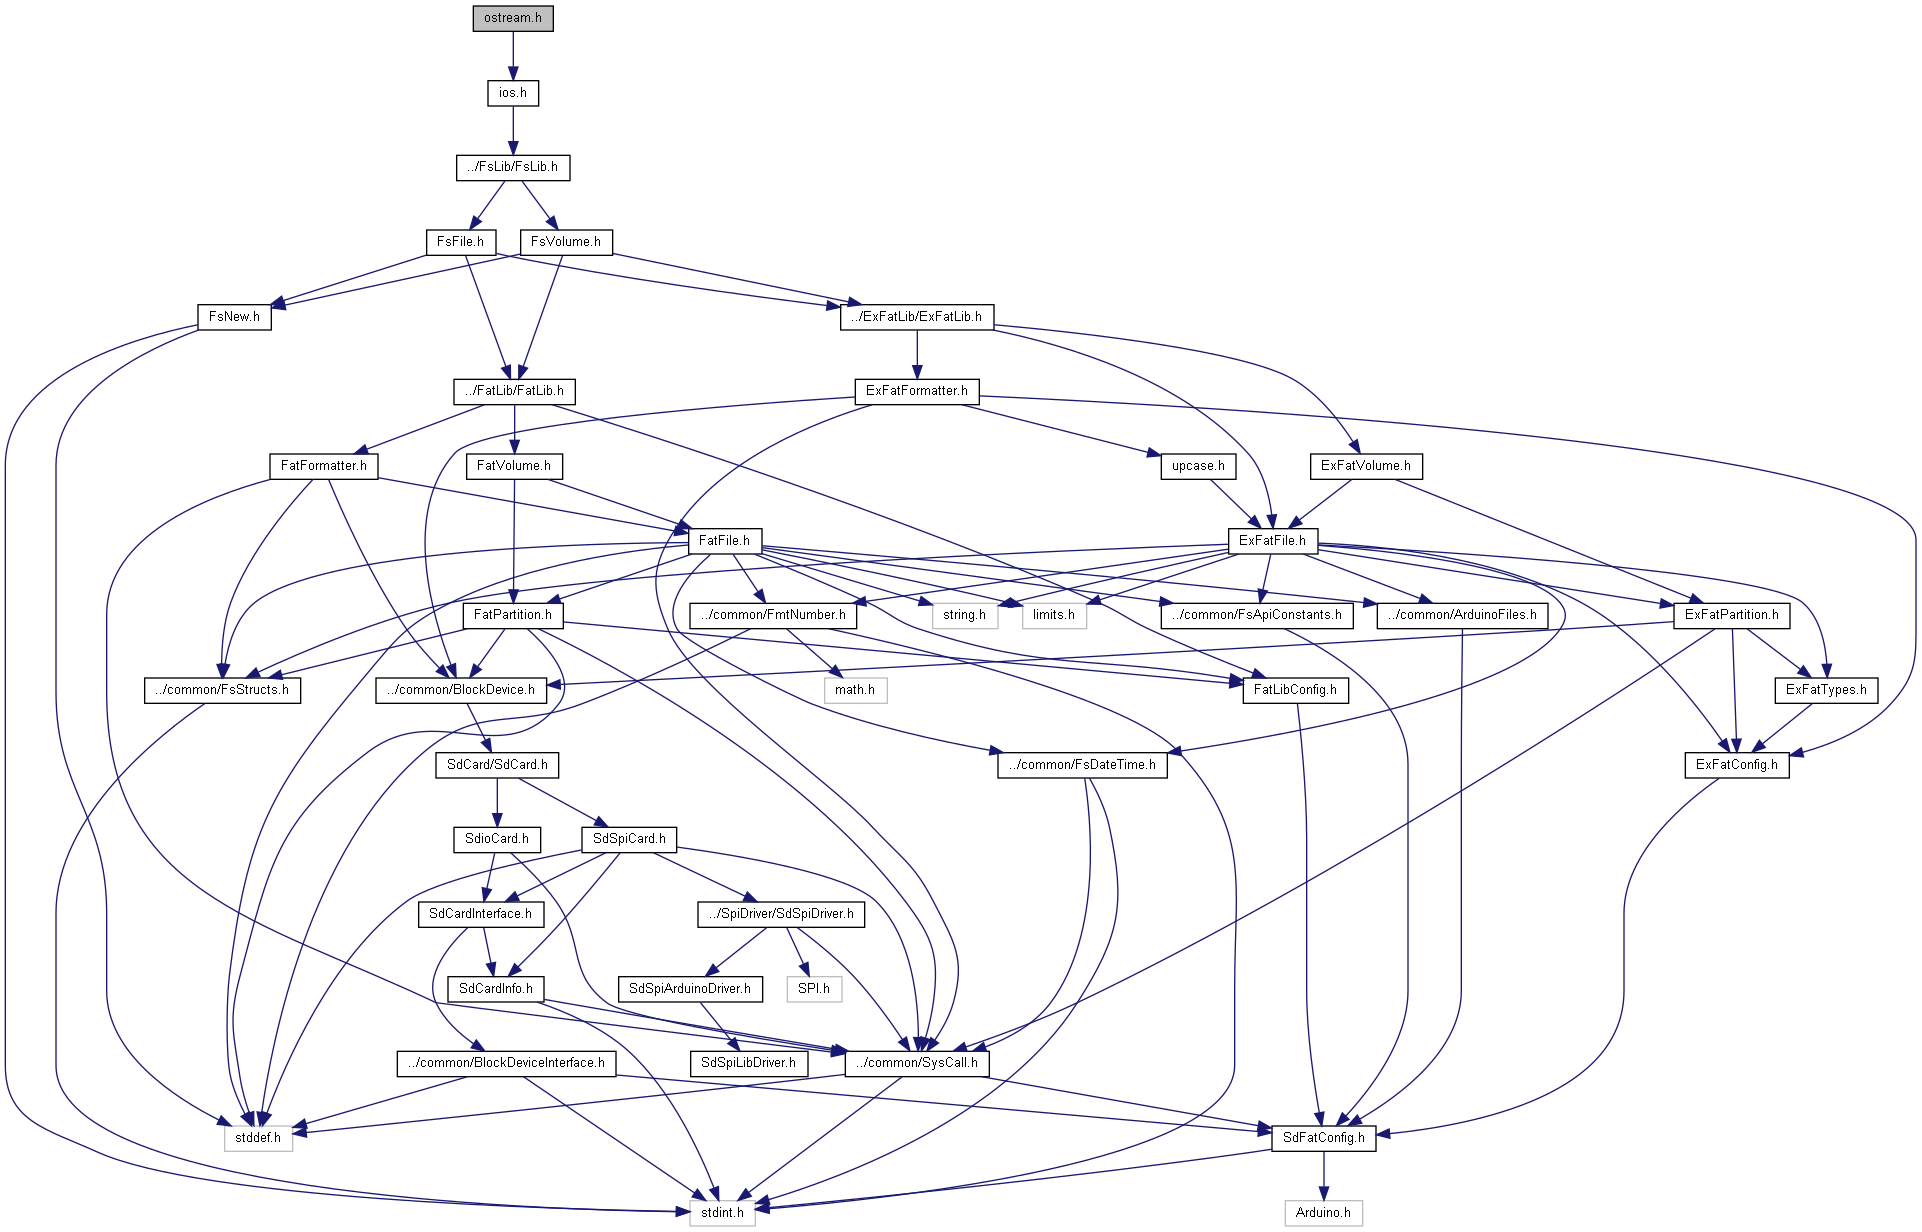 ostream.h
ios.h
../FsLib/FsLib.h
FsFile.h
FsVolume.h
FsNew.h
../ExFatLib/ExFatLib.h
../FatLib/FatLib.h
ExFatFormatter.h
FatFormatter.h
FatVolume.h
upcase.h
ExFatVolume.h
FatFile.h
ExFatFile.h
FatPartition.h
../common/FmtNumber.h
string.h
limits.h
../common/FsApiConstants.h
../common/ArduinoFiles.h
ExFatPartition.h
../common/FsStructs.h
../common/BlockDevice.h
math.h
FatLibConfig.h
ExFatTypes.h
SdCard/SdCard.h
../common/FsDateTime.h
ExFatConfig.h
SdioCard.h
SdSpiCard.h
SdCardInterface.h
../SpiDriver/SdSpiDriver.h
SdCardInfo.h
SdSpiArduinoDriver.h
SPI.h
../common/BlockDeviceInterface.h
SdSpiLibDriver.h
../common/SysCall.h
stddef.h
SdFatConfig.h
stdint.h
Arduino.h